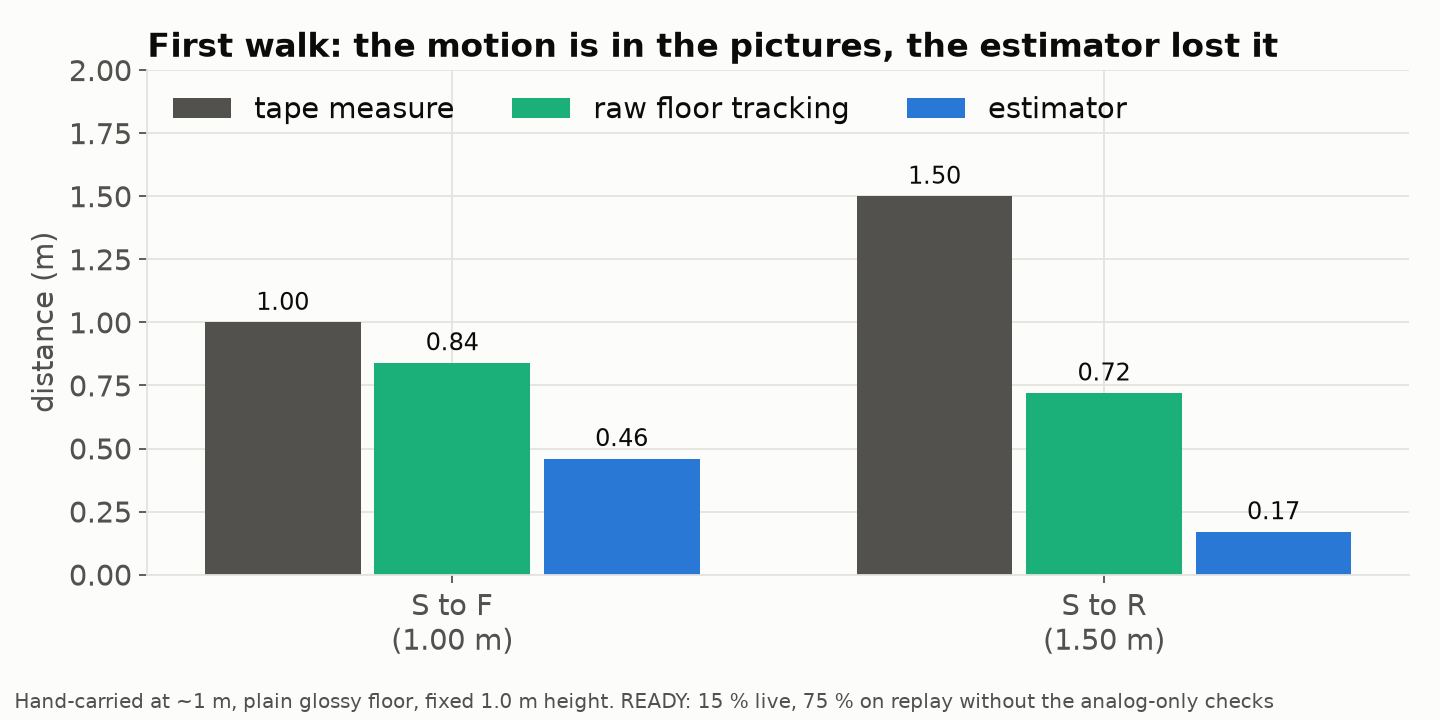 First walk: the motion is in the pictures, the estimator lost it
tape measure
raw floor tracking
estimator
distance (m)
2.00
1.75
1.50
1.25
1.00
0.75
0.50
0.25
0.00
1.00
0.84
0.46
1.50
0.72
0.17
S to F
(1.00 m)
S to R
(1.50 m)
Hand-carried at ~1 m, plain glossy floor, fixed 1.0 m height. READY: 15 % live, 75 % on replay without the analog-only checks